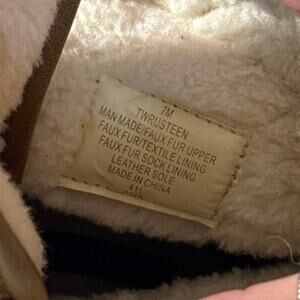 7M
TWRUSTEEN
MAN MADE/FAUX FUR UPPER
FAUX FUR/TEXTILE LINING
FAUX FUR SOCK LINING
LEATHER SOLE
MADE IN CHINA